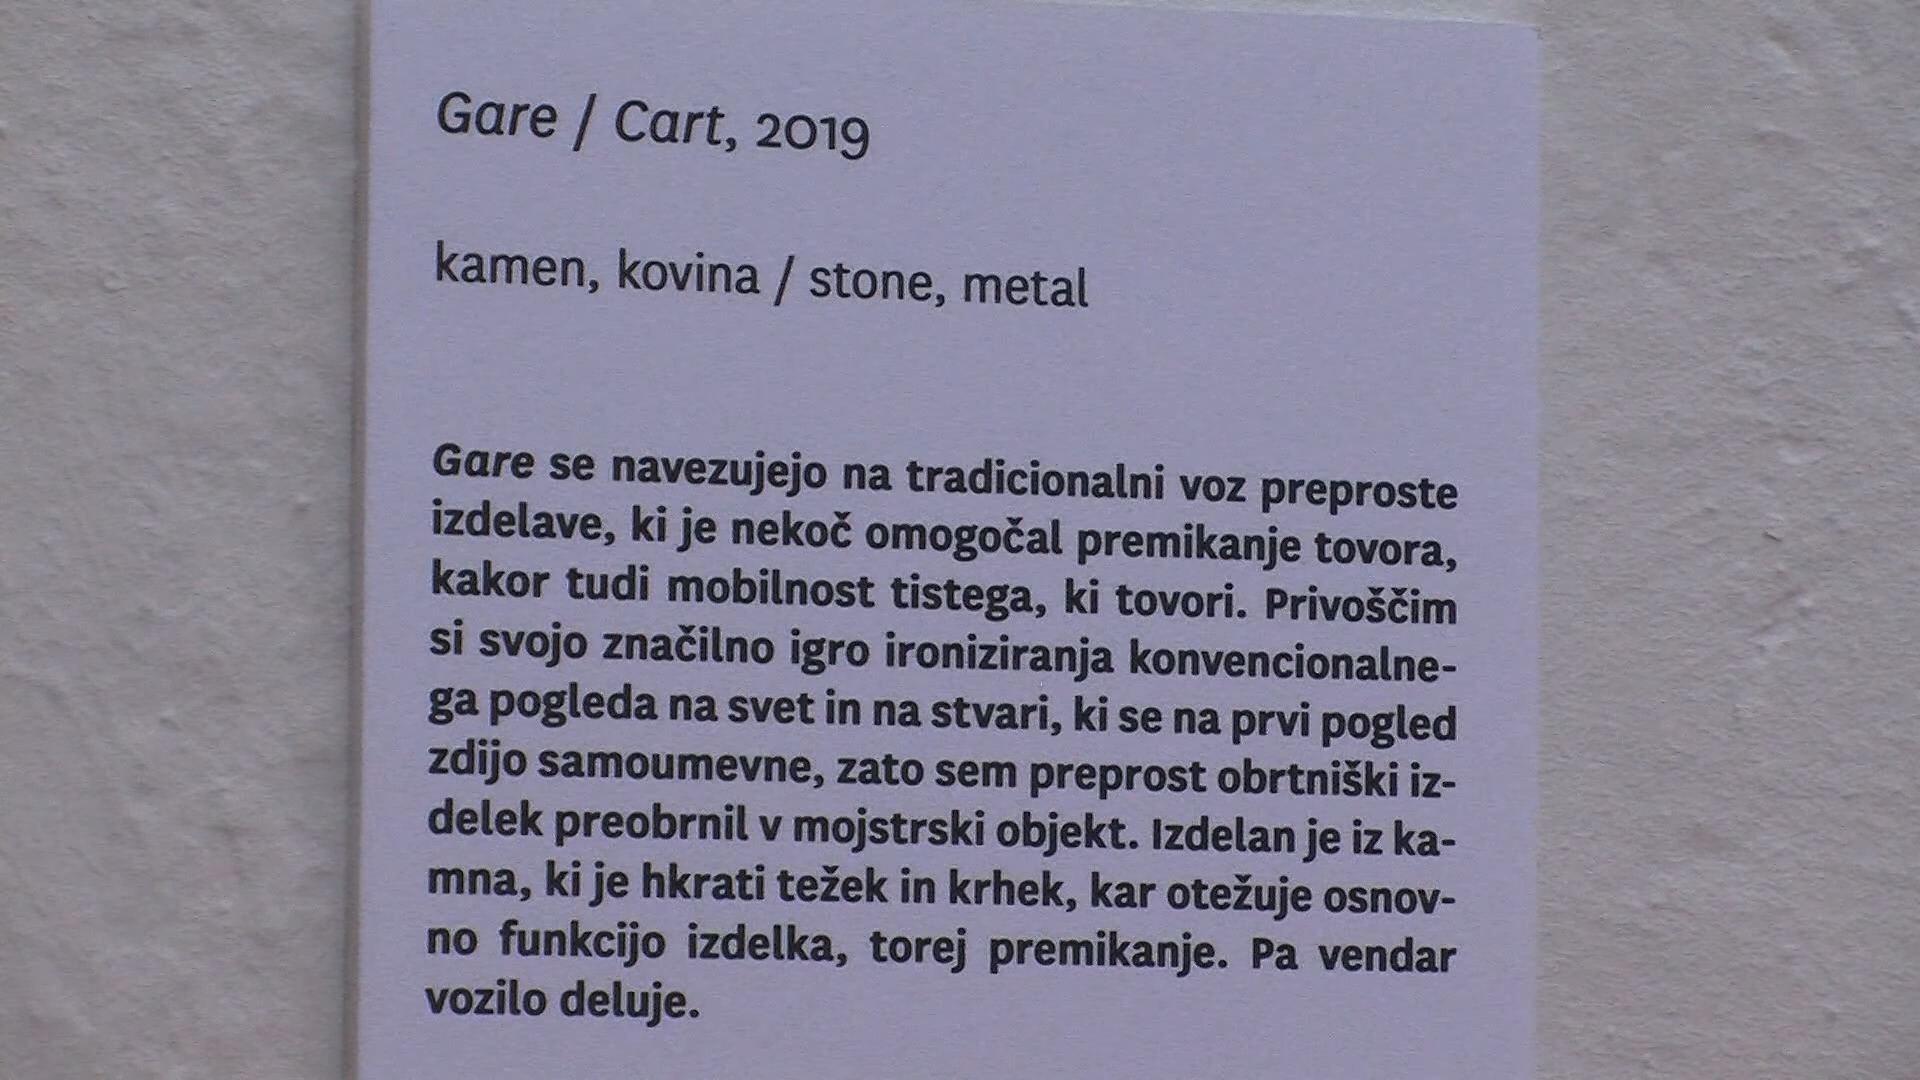 Gare / Cart, 2019
kamen, kovina / stone, metal
Gare se navezujejo na tradicionalni voz preproste
izdelave, ki je nekoč omogočal premikanje tovora,
kakor tudi mobilnost tistega, ki tovori. Privoščim
si svojo značilno igro ironiziranja konvencionalne-
ga pogleda na svet in na stvari, ki se na prvi pogled
zdijo samoumevne, zato sem preprost obrtniški iz-
delek preobrnil v mojstrski objekt. Izdelan je iz ka-
mna, ki je hkrati težek in krhek, kar otežuje osnov-
no funkcijo izdelka, torej premikanje. Pa vendar
vozilo deluje.